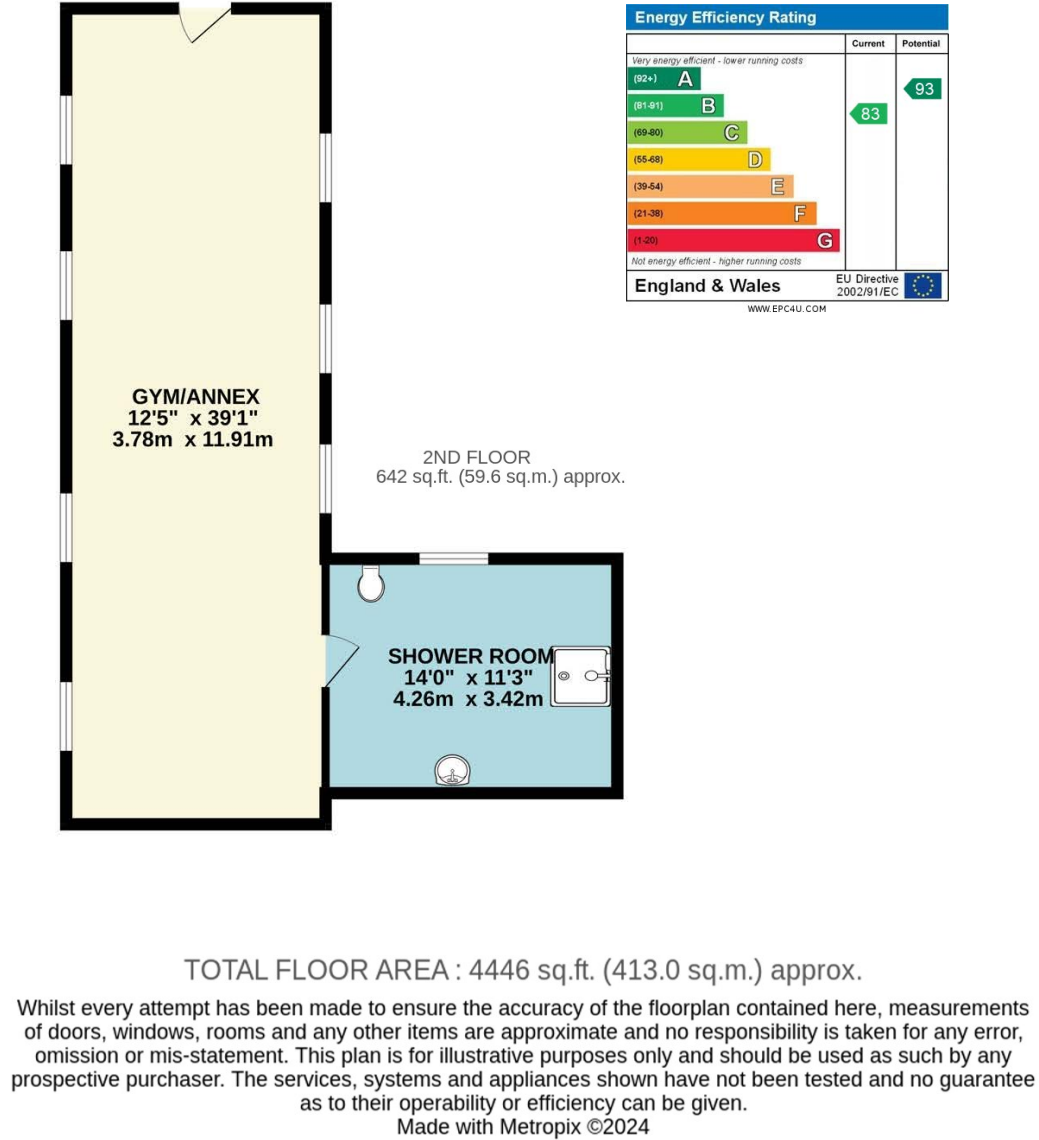 Energy Efficiency Rating
Current Potential
Very energy efficient - lower running costs
(92+) A
93
(81-91) B
83
(69-80) C
(55-68) D
(39-54) E
(21-38) F
(1-20) G
Not energy efficient - higher running costs
England & Wales
EU Directive
2002/91/EC
WWW.EPC4U.COM
GYM/ANNEX
12'5" x 39'1"
3.78m x 11.91m
2ND FLOOR
642 sq.ft. (59.6 sq.m.) approx.
SHOWER ROOM
14'0" x 11'3"
4.26m x 3.42m
TOTAL FLOOR AREA : 4446 sq.ft. (413.0 sq.m.) approx.
Whilst every attempt has been made to ensure the accuracy of the floorplan contained here, measurements
of doors, windows, rooms and any other items are approximate and no responsibility is taken for any error,
omission or mis-statement. This plan is for illustrative purposes only and should be used as such by any
prospective purchaser. The services, systems and appliances shown have not been tested and no guarantee
as to their operability or efficiency can be given.
Made with Metropix ©2024